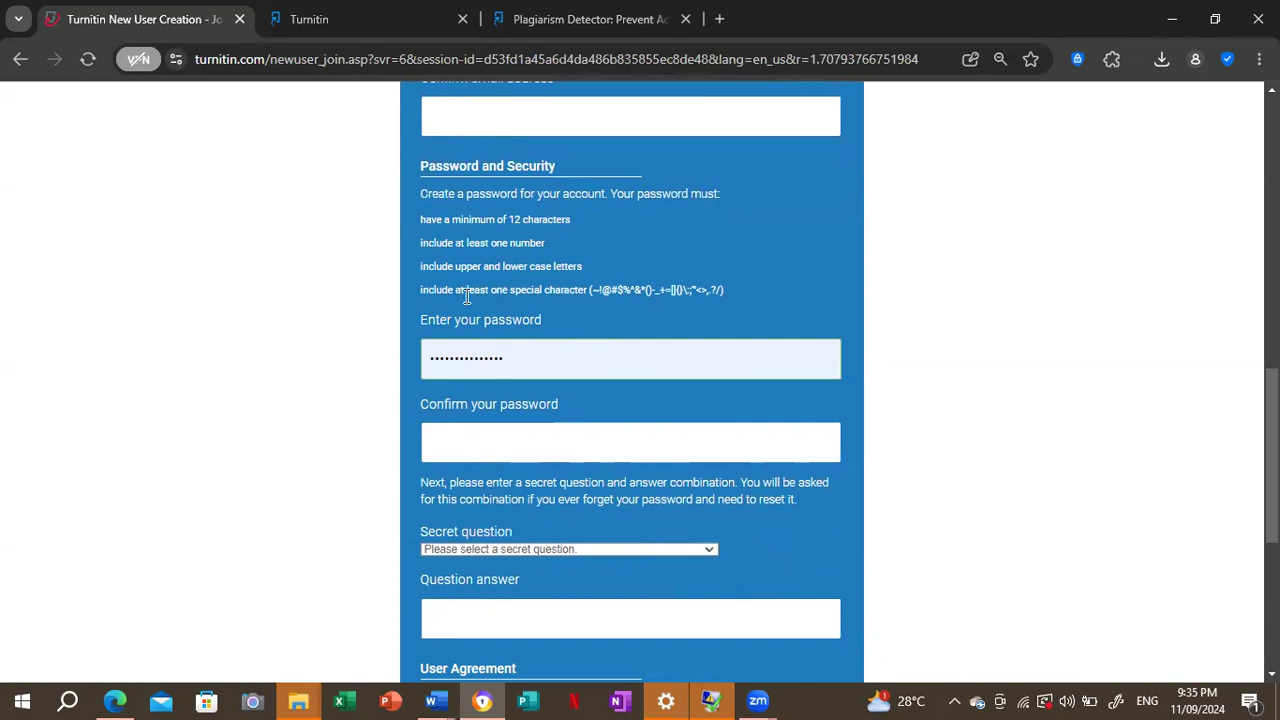 Turnitin New User Creation - Jo
Turnitin
Plagiarism Detector: Prevent Ac
VPN
turnitin.com/newuser_join.asp?svr=6&session-id=d53fd1a45a6d4da486b835855ec8de48&lang=en_us&r=1.70793766751984
Password and Security
Create a password for your account. Your password must:
have a minimum of 12 characters
include at least one number
include upper and lower case letters
include at least one special character (~!@#$%^&*()-_+=[]{}\:;"'<>,.?/)
Enter your password
•••••••••••••••
Confirm your password
Next, please enter a secret question and answer combination. You will be asked
for this combination if you ever forget your password and need to reset it.
Secret question
Please select a secret question.
Question answer
User Agreement
28°C
ENG
9:35 PM
11/09/2024